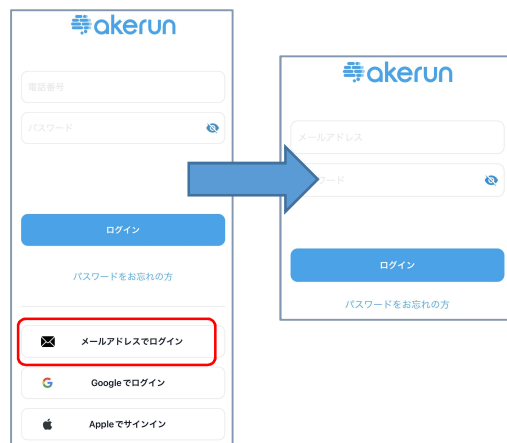 akerun
電話番号
パスワード
ログイン
パスワードをお忘れの方
メールアドレスでログイン
Googleでログイン
Appleでサインイン
akerun
メールアドレス
ワード
ログイン
パスワードをお忘れの方